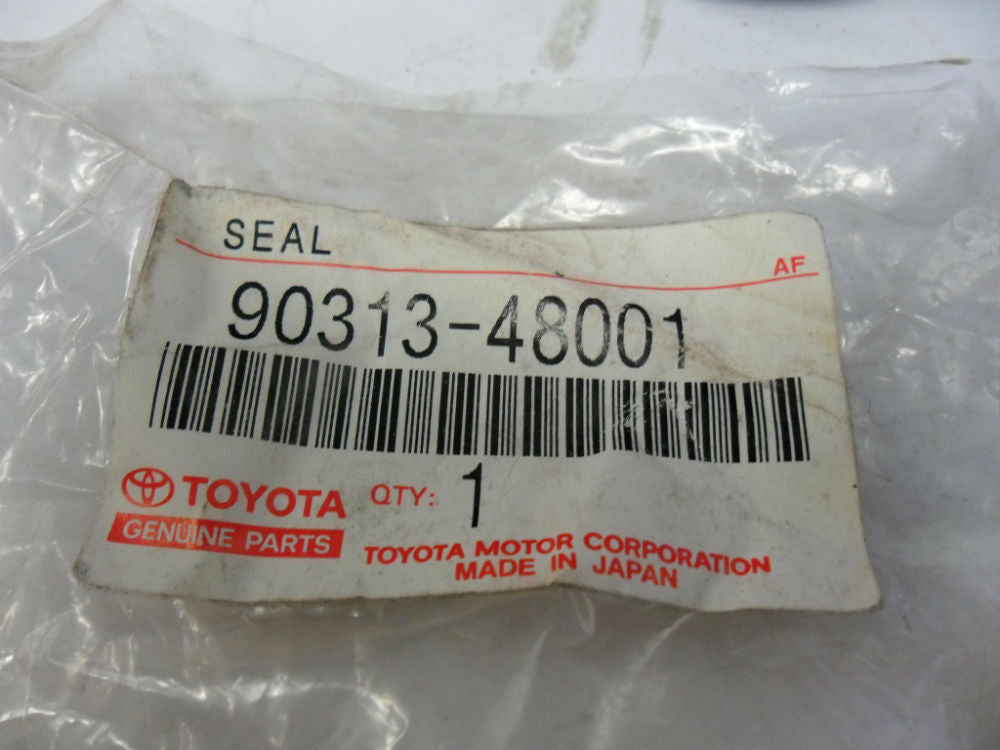 SEAL
AF
90313-48001
TOYOTA QTY: 1
GENUINE PARTS
TOYOTA MOTOR CORPORATION
MADE IN JAPAN